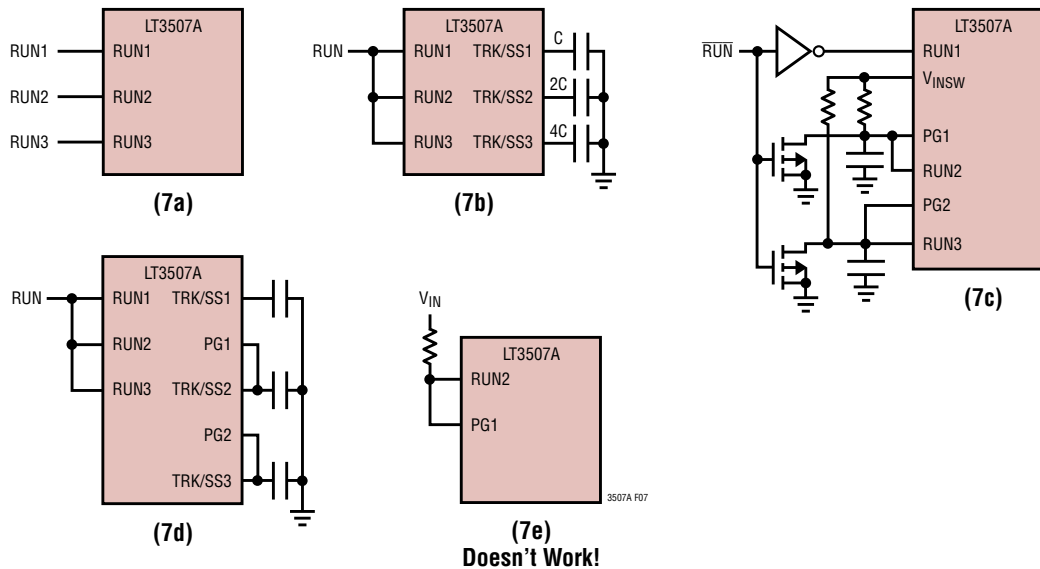 LT3507A
RUN1 RUN1
RUN2 RUN2
RUN3 RUN3
(7a)
LT3507A
RUN RUN1 TRK/SS1 C
RUN2 TRK/SS2 2C
RUN3 TRK/SS3 4C
(7b)
LT3507A
RUN RUN1
VINSW
PG1
RUN2
PG2
RUN3
(7c)
LT3507A
RUN RUN1 TRK/SS1
RUN2 PG1
RUN3 TRK/SS2
PG2
TRK/SS3
(7d)
VIN
LT3507A
RUN2
PG1
3507A F07
(7e)
Doesn't Work!